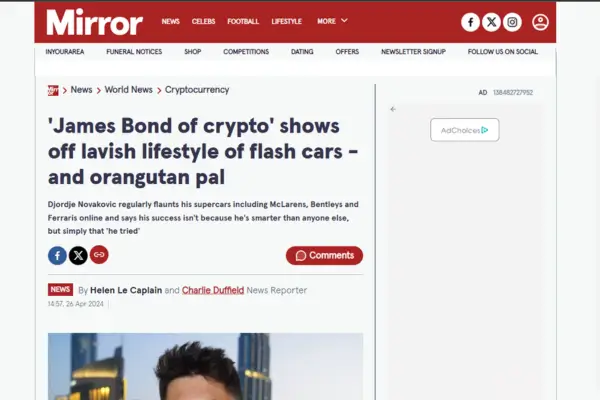 Mirror
NEWS CELEBS FOOTBALL LIFESTYLE MORE
INYOURAREA FUNERAL NOTICES SHOP COMPETITIONS DATING OFFERS NEWSLETTER SIGNUP FOLLOW US ON SOCIAL
News World News Cryptocurrency
AD 138482727952
AdChoices
'James Bond of crypto' shows
off lavish lifestyle of flash cars -
and orangutan pal
Djordje Novakovic regularly flaunts his supercars including McLarens, Bentleys and
Ferraris online and says his success isn't because he's smarter than anyone else,
but simply that 'he tried'
Comments
NEWS By Helen Le Caplain and Charlie Duffield News Reporter
14:57, 26 Apr 2024